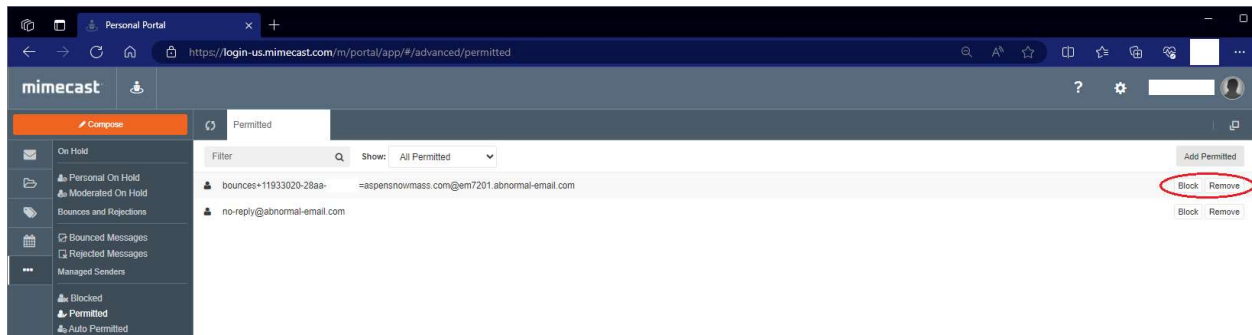 Personal Portal
https://login-us.mimecast.com/m/portal/app/#/advanced/permitted
mimecast
?
Compose
Permitted
On Hold
Filter
Show: All Permitted
Add Permitted
Personal On Hold
Moderated On Hold
bounces+11933020-28aa- =aspensnowmass.com@em7201.abnormal-email.com
Block Remove
Bounces and Rejections
no-reply@abnormal-email.com
Block Remove
Bounced Messages
Rejected Messages
Managed Senders
Blocked
Permitted
Auto Permitted